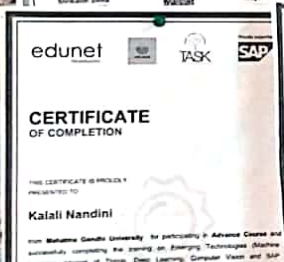 edunet
TASK
SAP
CERTIFICATE
OF COMPLETION
THIS CERTIFICATE IS PROUDLY
PRESENTED TO
Kalali Nandini
from Mahatma Gandhi University for participating in Advance Course and
successfully completing the training on Emerging Technologies (Machine
of Things, Deep Learning, Computer Vision and SAP